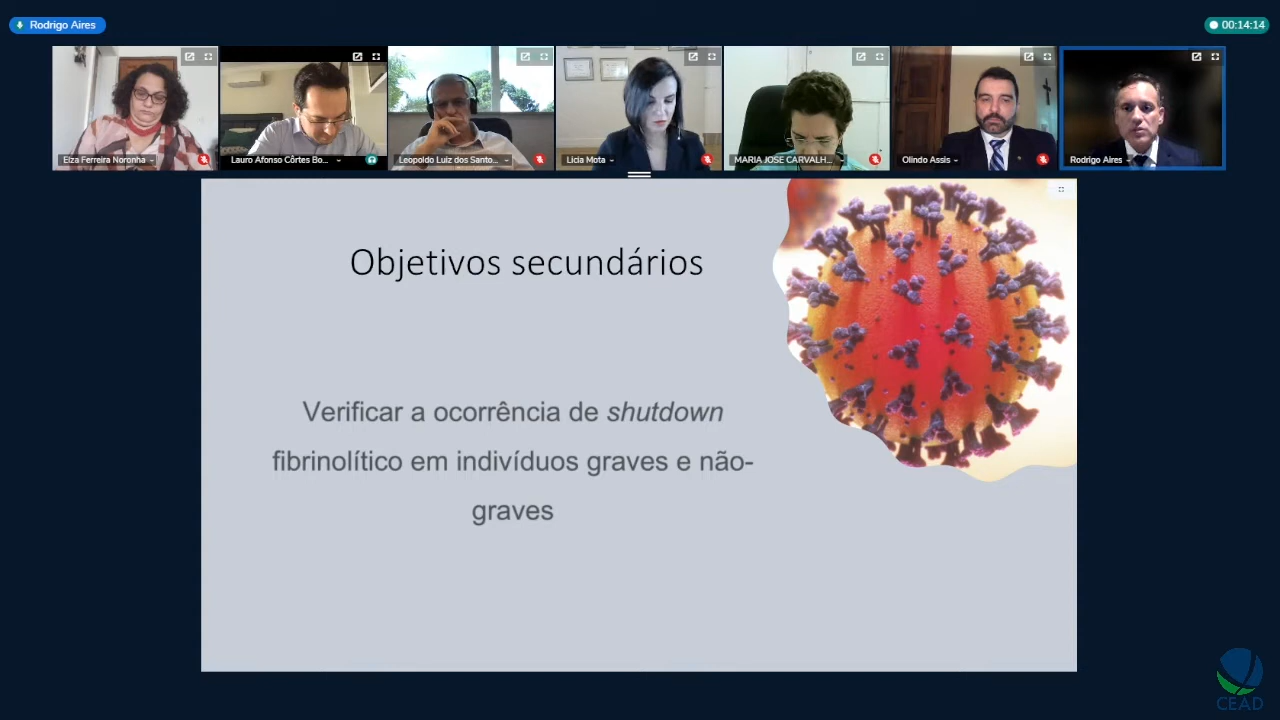 Rodrigo Aires
00:14:14
Elza Ferreira Noronha
Lauro Afonso Côrtes Bo...
Leopoldo Luiz dos Santo...
Licia Mota
MARIA JOSE CARVALH...
Olindo Assis
Rodrigo Aires
Objetivos secundários
Verificar a ocorrência de shutdown
fibrinolítico em indivíduos graves e não-
graves
CEAD